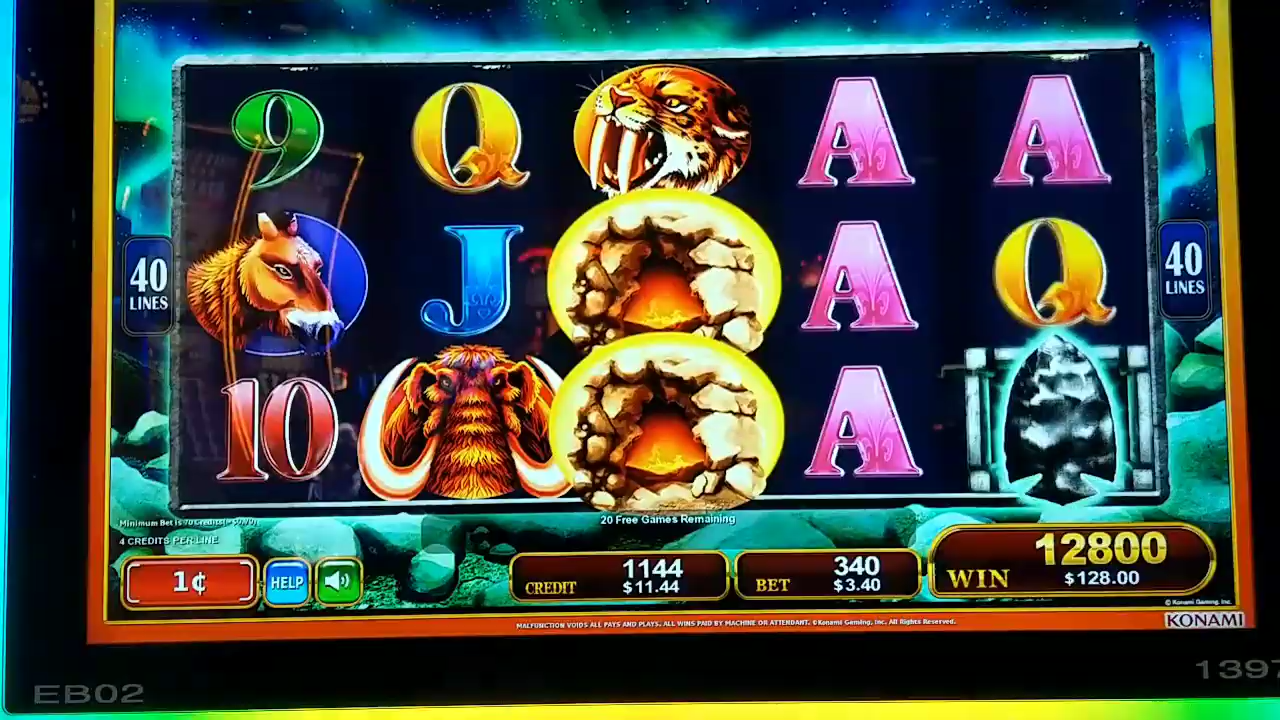 9 Q A A
40 LINES
J A Q
40 LINES
10 A
20 Free Games Remaining
Minimum Bet is 70 Credits(= $0.70)
4 CREDITS PER LINE
1¢
HELP
CREDIT 1144
$11.44
BET 340
$3.40
WIN 12800
$128.00
© Konami Gaming, Inc.
MALFUNCTION VOIDS ALL PAYS AND PLAYS. ALL WINS PAID BY MACHINE OR ATTENDANT. ©Konami Gaming, Inc. All Rights Reserved.
KONAMI
EB02
1397